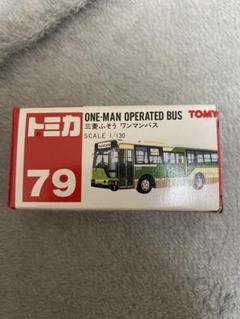 トミカ
79
ONE-MAN OPERATED BUS
TOMY
三菱ふそう ワンマンバス
SCALE 1/130